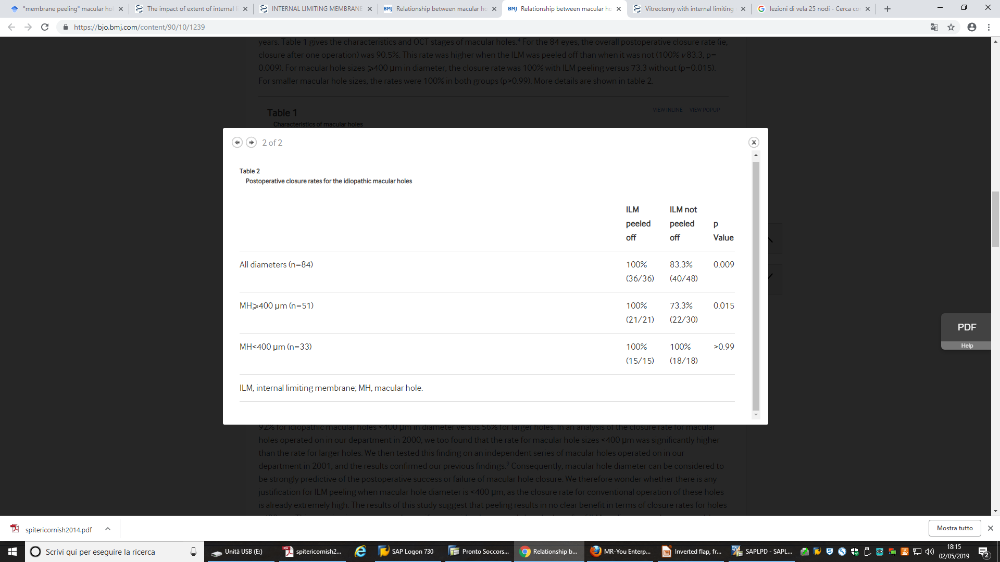 "membrane peeling" macular ho
The impact of extent of internal l
INTERNAL LIMITING MEMBRANE
BMJ Relationship between macular ho
BMJ Relationship between macular ho
Vitrectomy with internal limiting
lezioni di vela 25 nodi - Cerca co
https://bjo.bmj.com/content/90/10/1239
years. Table 1 gives the characteristics and OCT stages of macular holes.4 For the 84 eyes, the overall postoperative closure rate (ie,
closure after one operation) was 90.5%. This rate was higher when the ILM was peeled off than when it was not (100% v 83.3, p=
0.009). For macular hole sizes ⩾400 μm in diameter, the closure rate was 100% with ILM peeling versus 73.3 without (p=0.015).
For smaller macular hole sizes, the rates were 100% in both groups (p>0.99). More details are shown in table 2.
Table 1
VIEW INLINE VIEW POPUP
Characteristics of macular holes
2 of 2
x
Table 2
Postoperative closure rates for the idiopathic macular holes
ILM peeled off
ILM not peeled off
p Value
All diameters (n=84) 100% (36/36) 83.3% (40/48) 0.009
MH⩾400 μm (n=51) 100% (21/21) 73.3% (22/30) 0.015
MH<400 μm (n=33) 100% (15/15) 100% (18/18) >0.99
ILM, internal limiting membrane; MH, macular hole.
PDF
Help
92% for idiopathic macular holes <400 μm in diameter versus 56% for larger holes. In an analysis of the closure rate for macular
holes operated on in our department in 2000, we too found that the rate for macular hole sizes <400 μm was significantly higher
than the rate for larger holes. We then tested this finding on an independent series of macular holes operated on in our
department in 2001, and the results confirmed our previous findings.9 Consequently, macular hole diameter can be considered to
be strongly predictive of the postoperative success or failure of macular hole closure. We therefore wonder whether there is any
justification for ILM peeling when macular hole diameter is <400 μm, as the closure rate for conventional operation of these holes
is already extremely high. The results of this study suggest that peeling results in no clear benefit in terms of closure rates for holes
spitericornish2014.pdf
Mostra tutto
Scrivi qui per eseguire la ricerca
Unità USB (E:)
spitericornish2...
SAP Logon 730
Pronto Soccors...
Relationship b...
MR-You Enterp...
Inverted flap, fr...
SAPLPD - SAPL...
18:15
02/05/2019
2